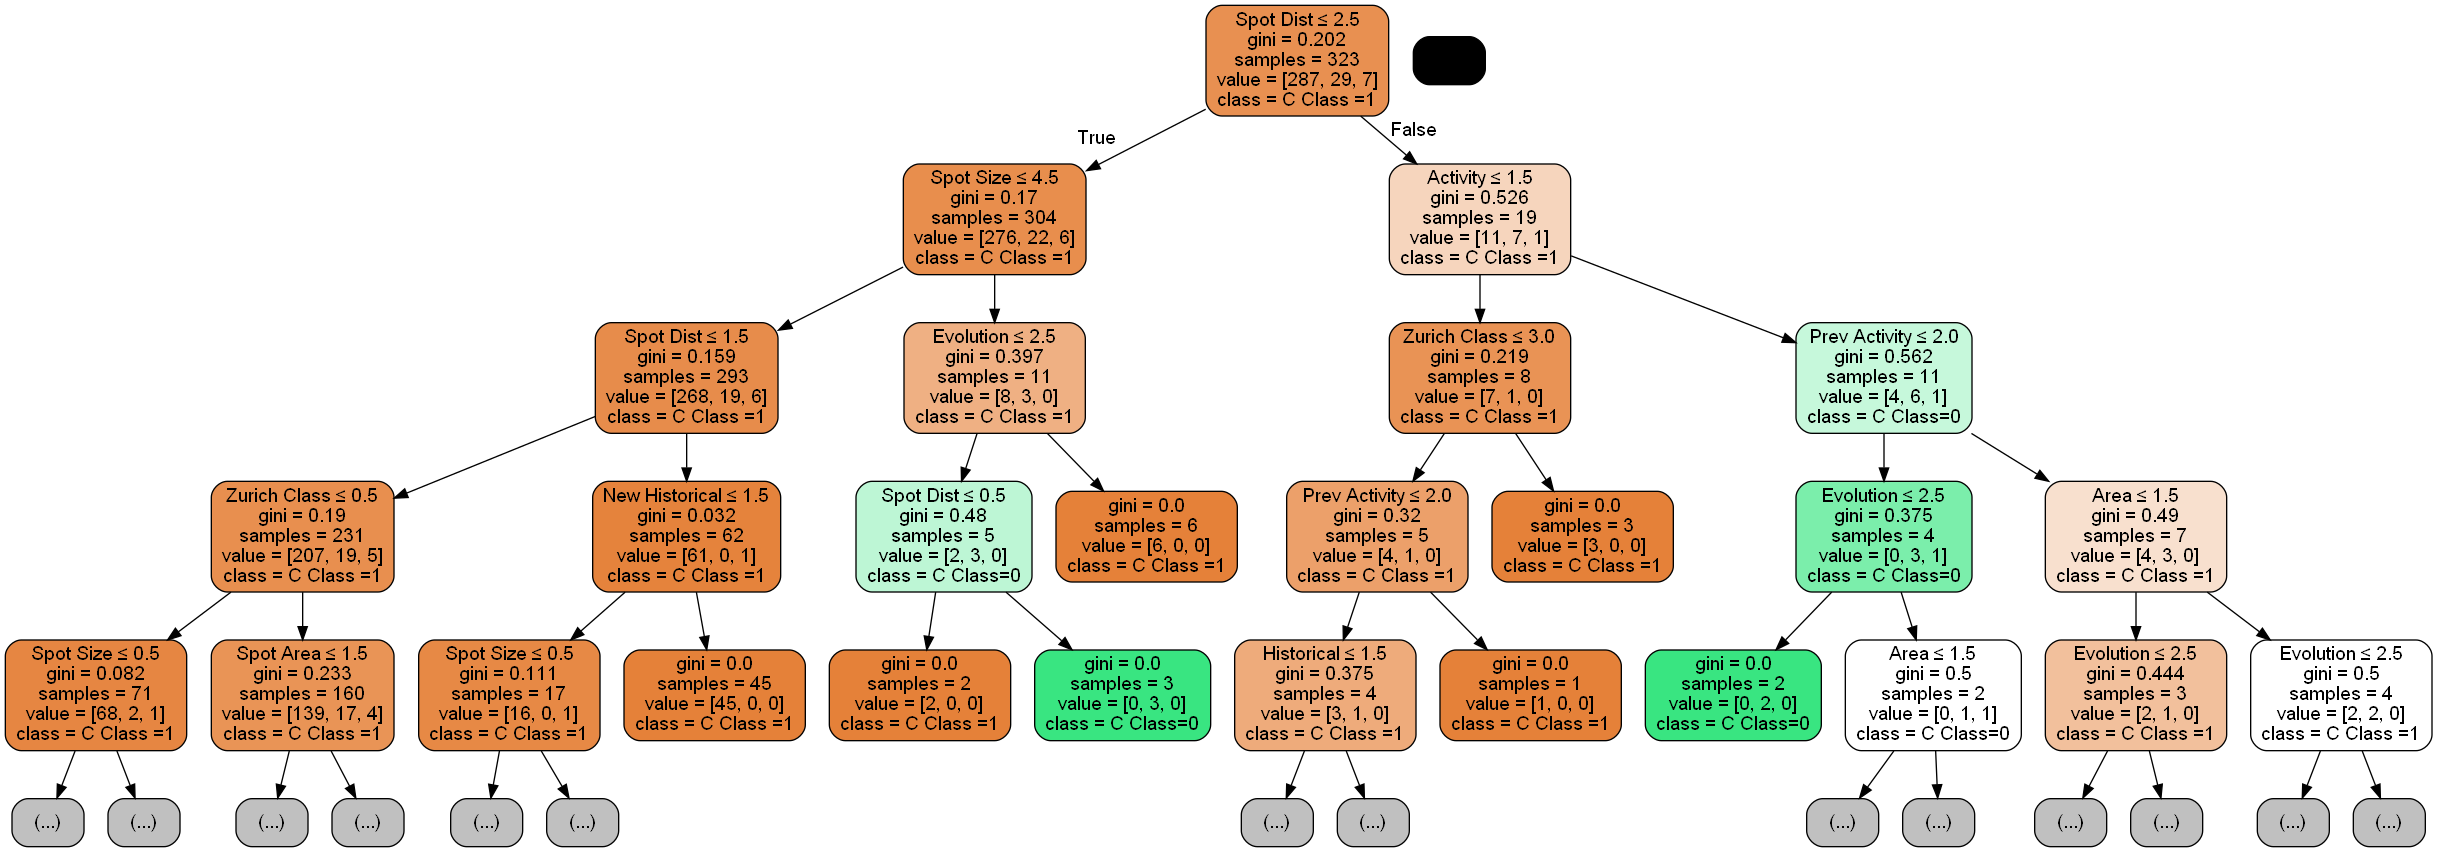 Spot Dist ≤ 2.5
gini = 0.202
samples = 323
value = [287, 29, 7]
class = C Class =1
True
False
Spot Size ≤ 4.5
gini = 0.17
samples = 304
value = [276, 22, 6]
class = C Class =1
Activity ≤ 1.5
gini = 0.526
samples = 19
value = [11, 7, 1]
class = C Class =1
Spot Dist ≤ 1.5
gini = 0.159
samples = 293
value = [268, 19, 6]
class = C Class =1
Evolution ≤ 2.5
gini = 0.397
samples = 11
value = [8, 3, 0]
class = C Class =1
Zurich Class ≤ 3.0
gini = 0.219
samples = 8
value = [7, 1, 0]
class = C Class =1
Prev Activity ≤ 2.0
gini = 0.562
samples = 11
value = [4, 6, 1]
class = C Class=0
Zurich Class ≤ 0.5
gini = 0.19
samples = 231
value = [207, 19, 5]
class = C Class =1
New Historical ≤ 1.5
gini = 0.032
samples = 62
value = [61, 0, 1]
class = C Class =1
Spot Dist ≤ 0.5
gini = 0.48
samples = 5
value = [2, 3, 0]
class = C Class=0
gini = 0.0
samples = 6
value = [6, 0, 0]
class = C Class =1
Prev Activity ≤ 2.0
gini = 0.32
samples = 5
value = [4, 1, 0]
class = C Class =1
gini = 0.0
samples = 3
value = [3, 0, 0]
class = C Class =1
Evolution ≤ 2.5
gini = 0.375
samples = 4
value = [0, 3, 1]
class = C Class=0
Area ≤ 1.5
gini = 0.49
samples = 7
value = [4, 3, 0]
class = C Class =1
Spot Size ≤ 0.5
gini = 0.082
samples = 71
value = [68, 2, 1]
class = C Class =1
Spot Area ≤ 1.5
gini = 0.233
samples = 160
value = [139, 17, 4]
class = C Class =1
Spot Size ≤ 0.5
gini = 0.111
samples = 17
value = [16, 0, 1]
class = C Class =1
gini = 0.0
samples = 45
value = [45, 0, 0]
class = C Class =1
gini = 0.0
samples = 2
value = [2, 0, 0]
class = C Class =1
gini = 0.0
samples = 3
value = [0, 3, 0]
class = C Class=0
Historical ≤ 1.5
gini = 0.375
samples = 4
value = [3, 1, 0]
class = C Class =1
gini = 0.0
samples = 1
value = [1, 0, 0]
class = C Class =1
gini = 0.0
samples = 2
value = [0, 2, 0]
class = C Class=0
Area ≤ 1.5
gini = 0.5
samples = 2
value = [0, 1, 1]
class = C Class=0
Evolution ≤ 2.5
gini = 0.444
samples = 3
value = [2, 1, 0]
class = C Class =1
Evolution ≤ 2.5
gini = 0.5
samples = 4
value = [2, 2, 0]
class = C Class =1
(...)
(...)
(...)
(...)
(...)
(...)
(...)
(...)
(...)
(...)
(...)
(...)
(...)
(...)